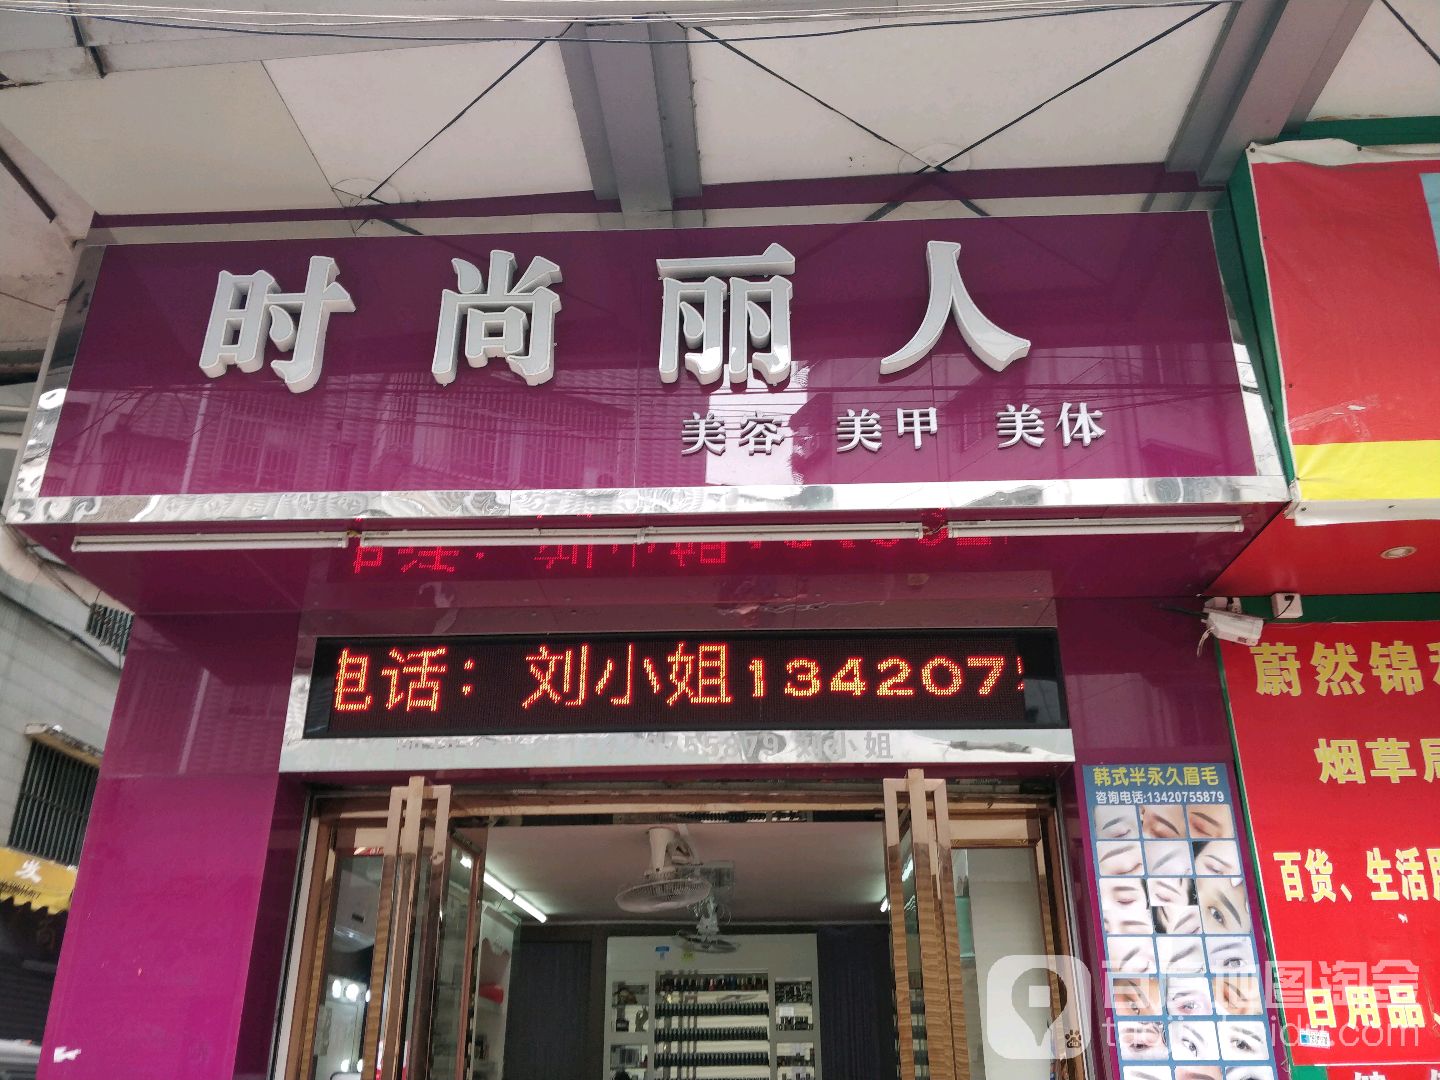 时尚丽人
美容 美甲 美体
电话：刘小姐1342075
755879 刘小姐
韩式半永久眉毛
咨询电话:13420755879
蔚然锦
烟草
百货、生活
日用品、
百度地图淘金